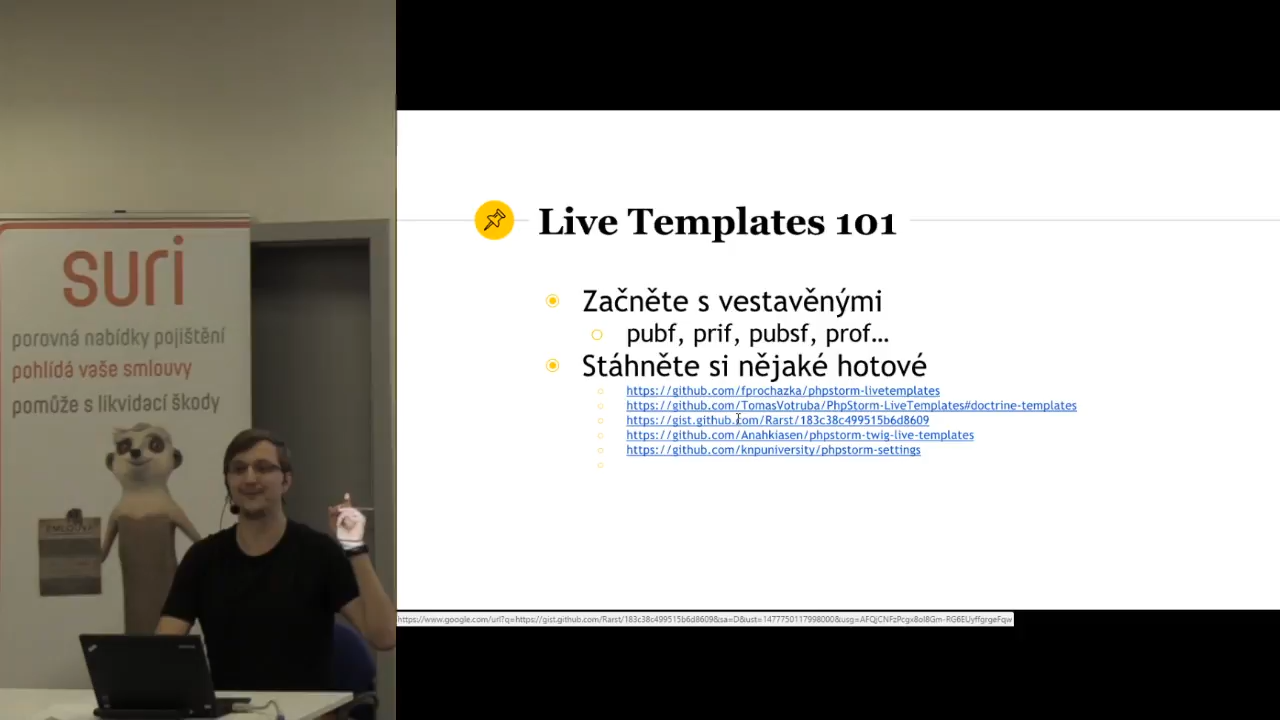 suri
porovná nabídky pojištění
pohlídá vaše smlouvy
pomůže s likvidací škody
SMLOUVA
Live Templates 101
Začněte s vestavěnými
pubf, prif, pubsf, prof…
Stáhněte si nějaké hotové
https://github.com/fprochazka/phpstorm-livetemplates
https://github.com/TomasVotruba/PhpStorm-LiveTemplates#doctrine-templates
https://gist.github.com/Rarst/183c38c499515b6d8609
https://github.com/Anahkiasen/phpstorm-twig-live-templates
https://github.com/knpuniversity/phpstorm-settings